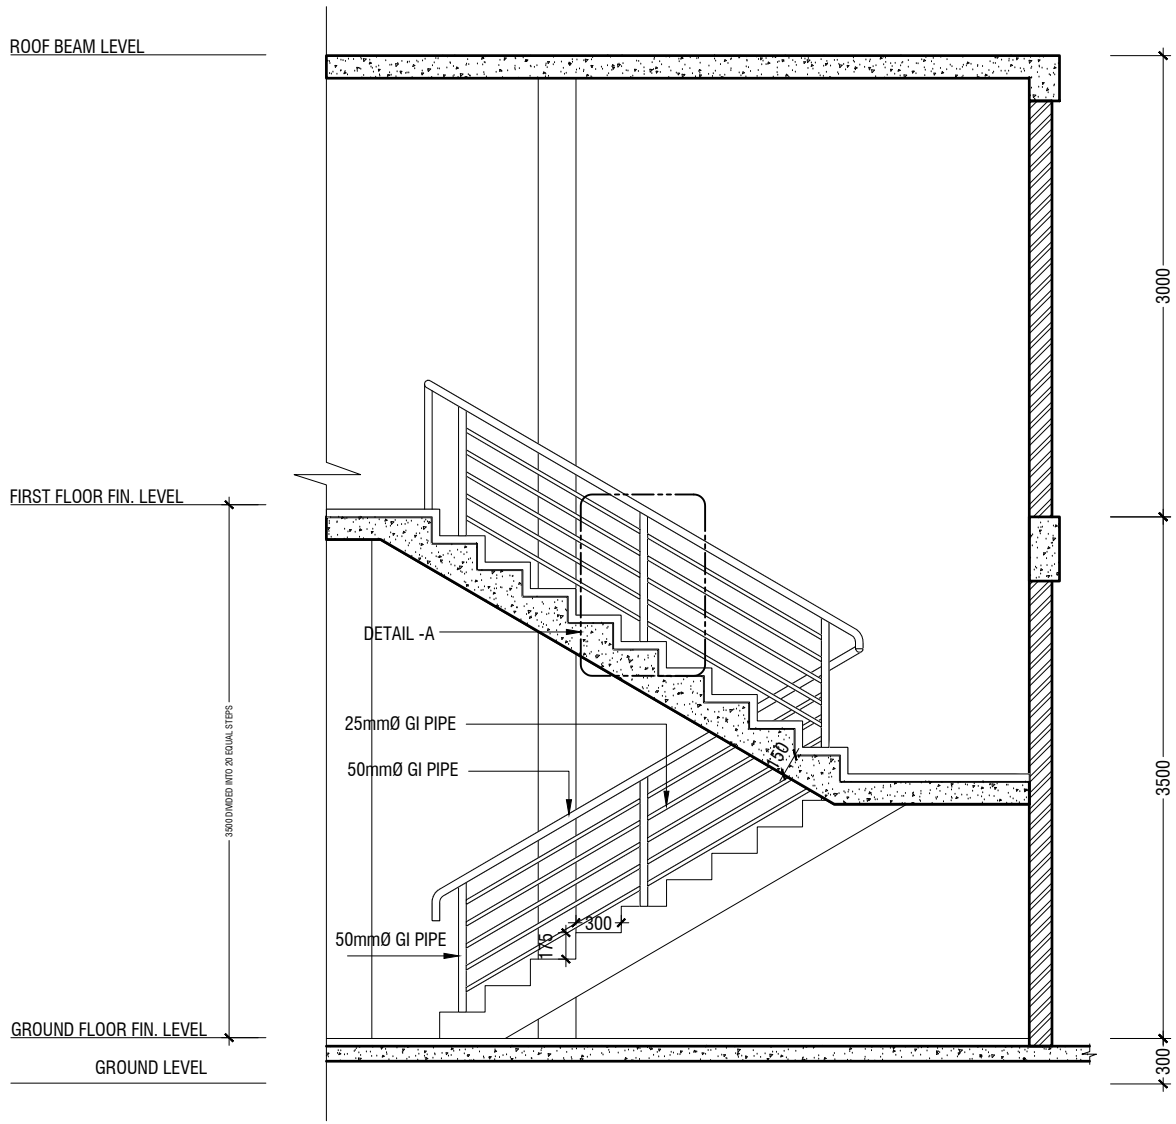 ROOF BEAM LEVEL
3000
FIRST FLOOR FIN. LEVEL
DETAIL -A
25mmØ GI PIPE
50mmØ GI PIPE
150
3500 DIVIDED INTO 20 EQUAL STEPS
3500
300
175
50mmØ GI PIPE
GROUND FLOOR FIN. LEVEL
GROUND LEVEL
300